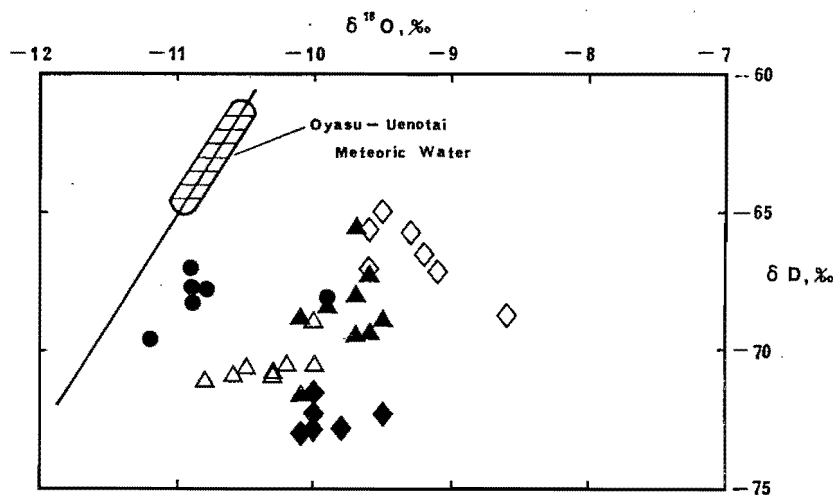 δ ¹⁸ O , ‰
−12 −11 −10 −9 −8 −7
−60
Oyasu − Uenotai
Meteoric Water
−65
δ D , ‰
−70
−75